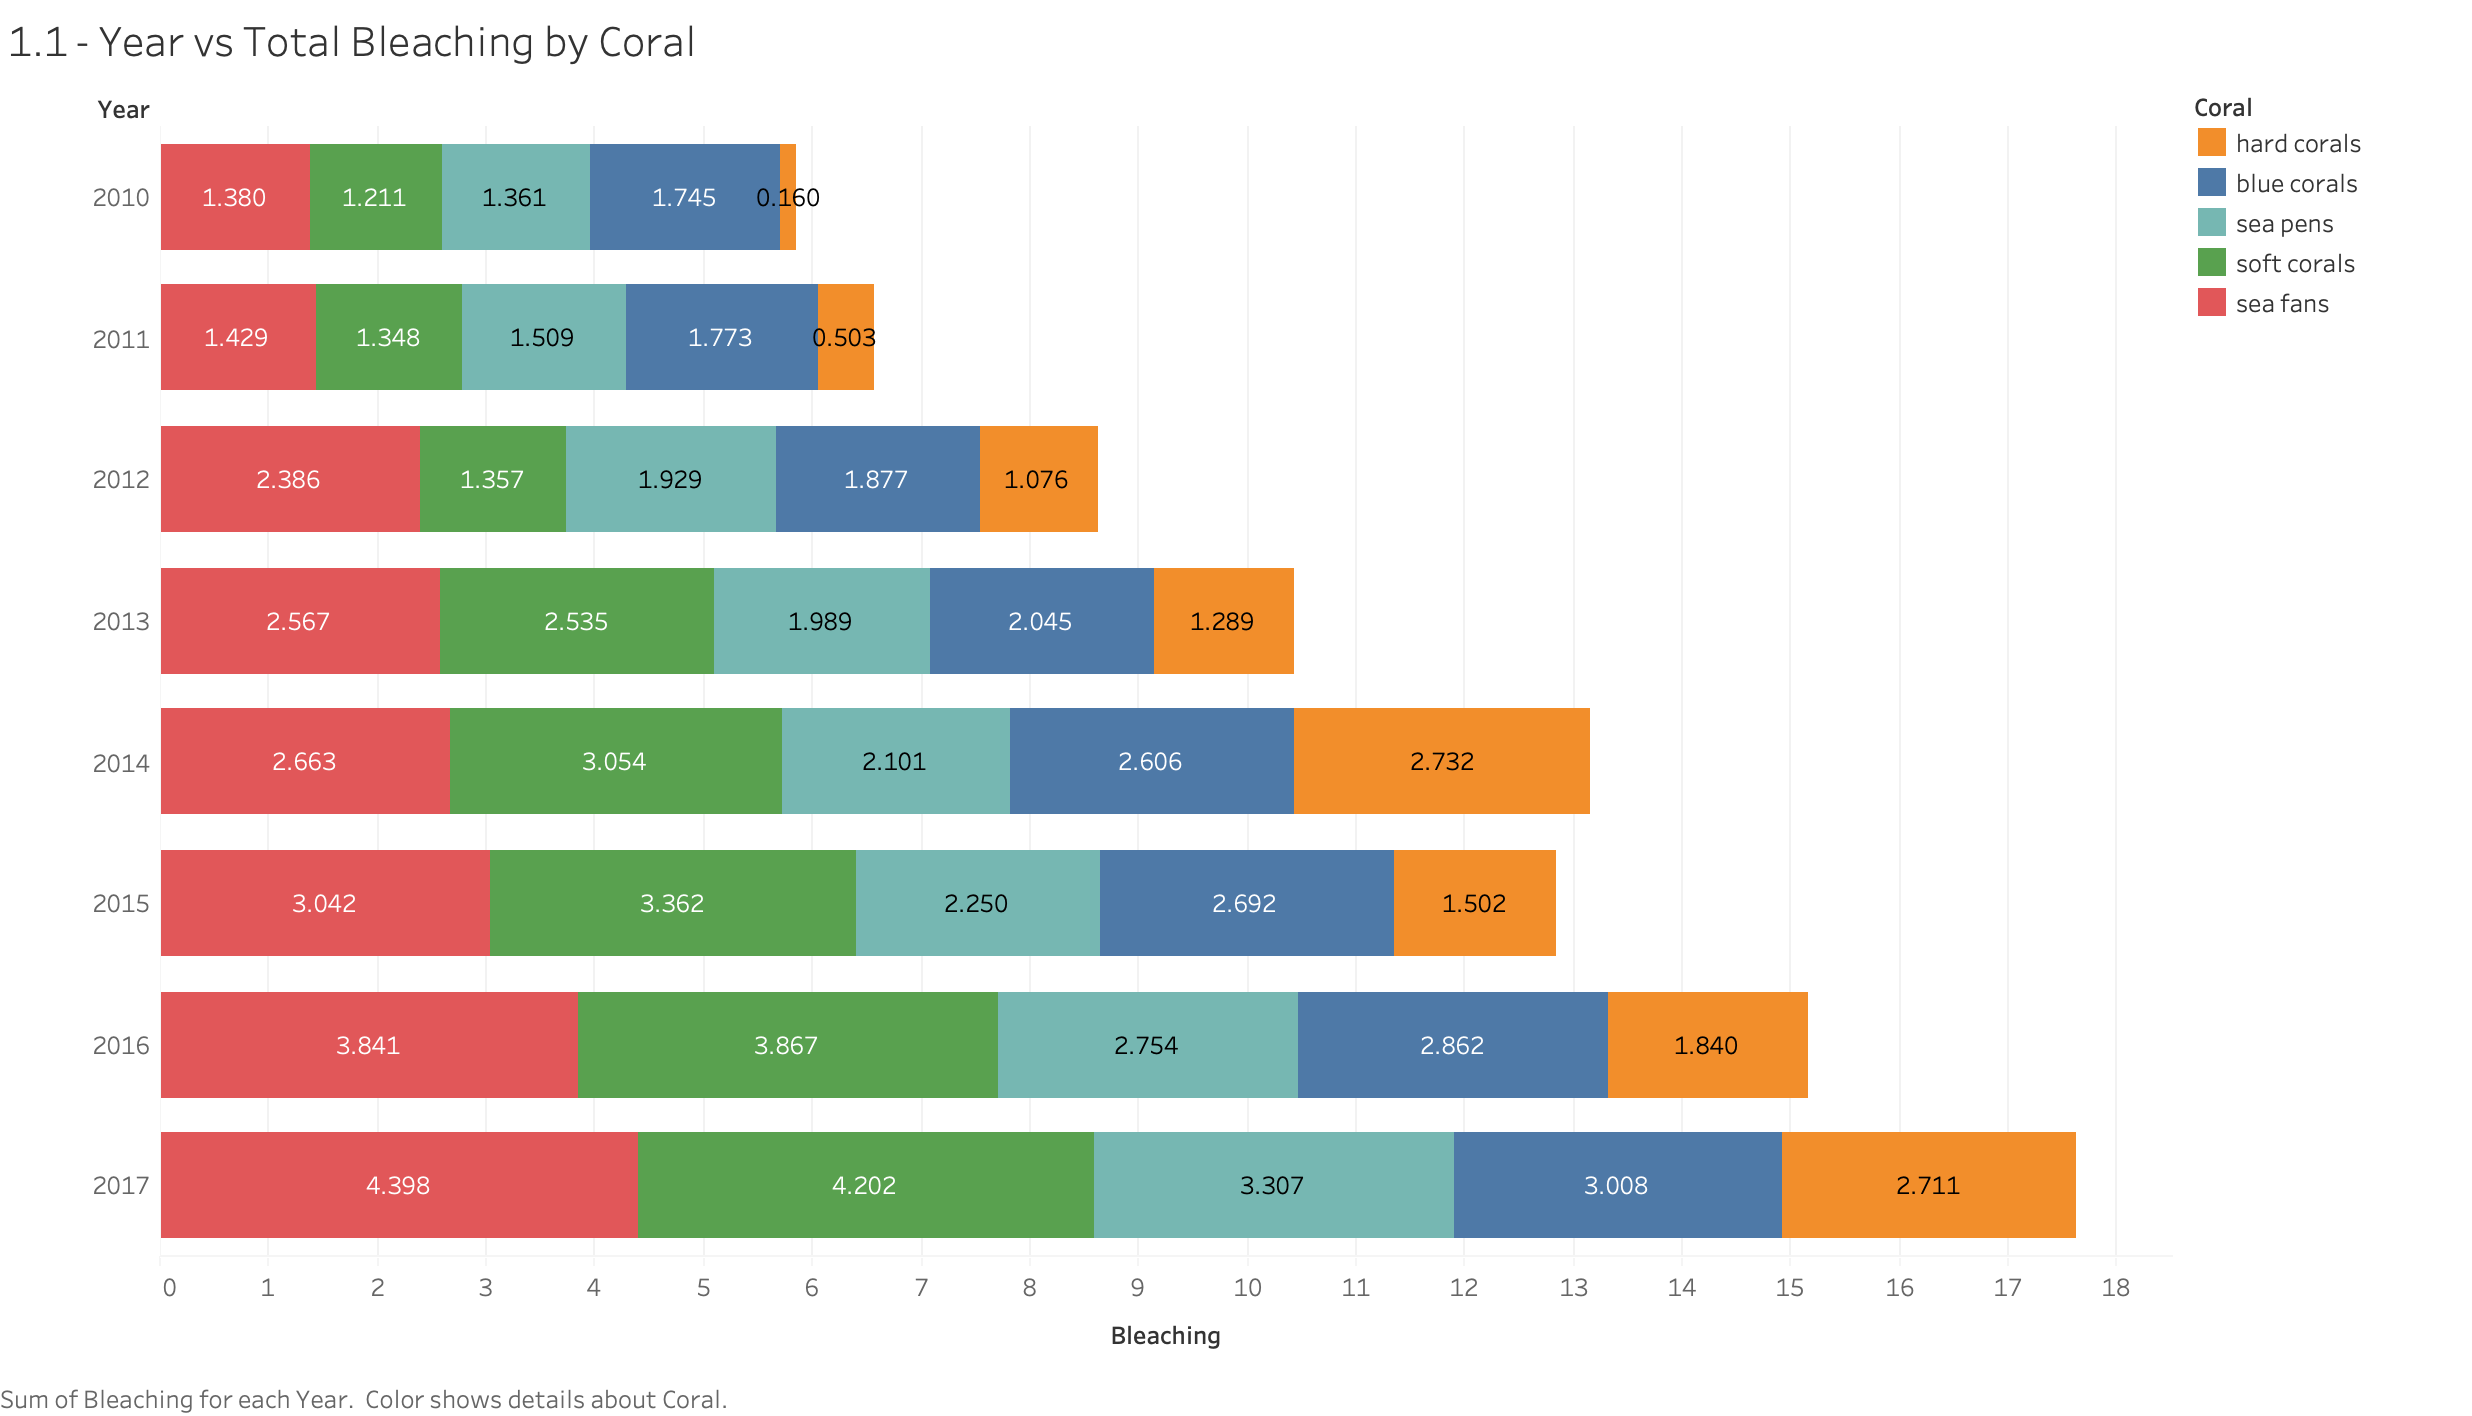 1.1 - Year vs Total Bleaching by Coral
Year
2010 1.380 1.211 1.361 1.745 0.160
2011 1.429 1.348 1.509 1.773 0.503
2012 2.386 1.357 1.929 1.877 1.076
2013 2.567 2.535 1.989 2.045 1.289
2014 2.663 3.054 2.101 2.606 2.732
2015 3.042 3.362 2.250 2.692 1.502
2016 3.841 3.867 2.754 2.862 1.840
2017 4.398 4.202 3.307 3.008 2.711
0 1 2 3 4 5 6 7 8 9 10 11 12 13 14 15 16 17 18
Bleaching
Coral
hard corals
blue corals
sea pens
soft corals
sea fans
Sum of Bleaching for each Year.  Color shows details about Coral.